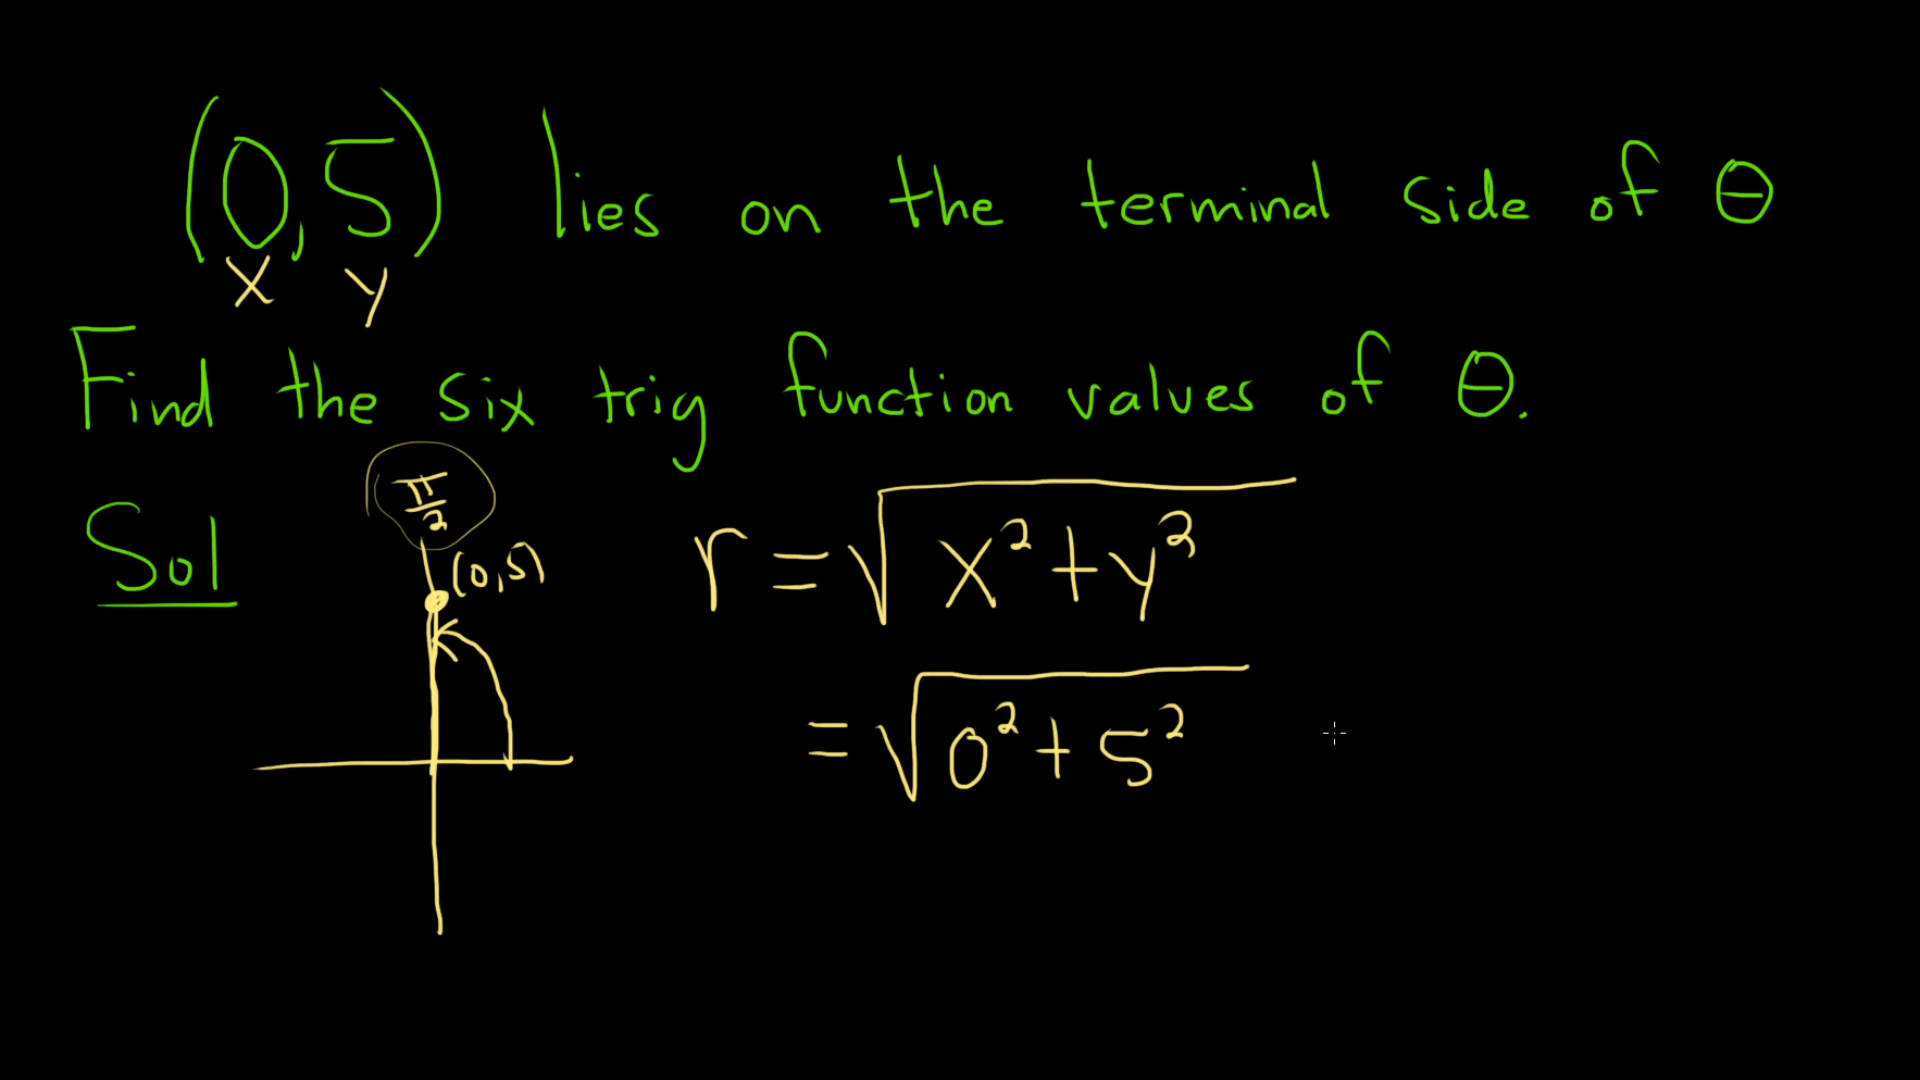 (0,5) lies on the terminal side of θ
x y
Find the six trig function values of θ.
Sol
π/2
(0,5)
r = √(x² + y²)
= √(0² + 5²)